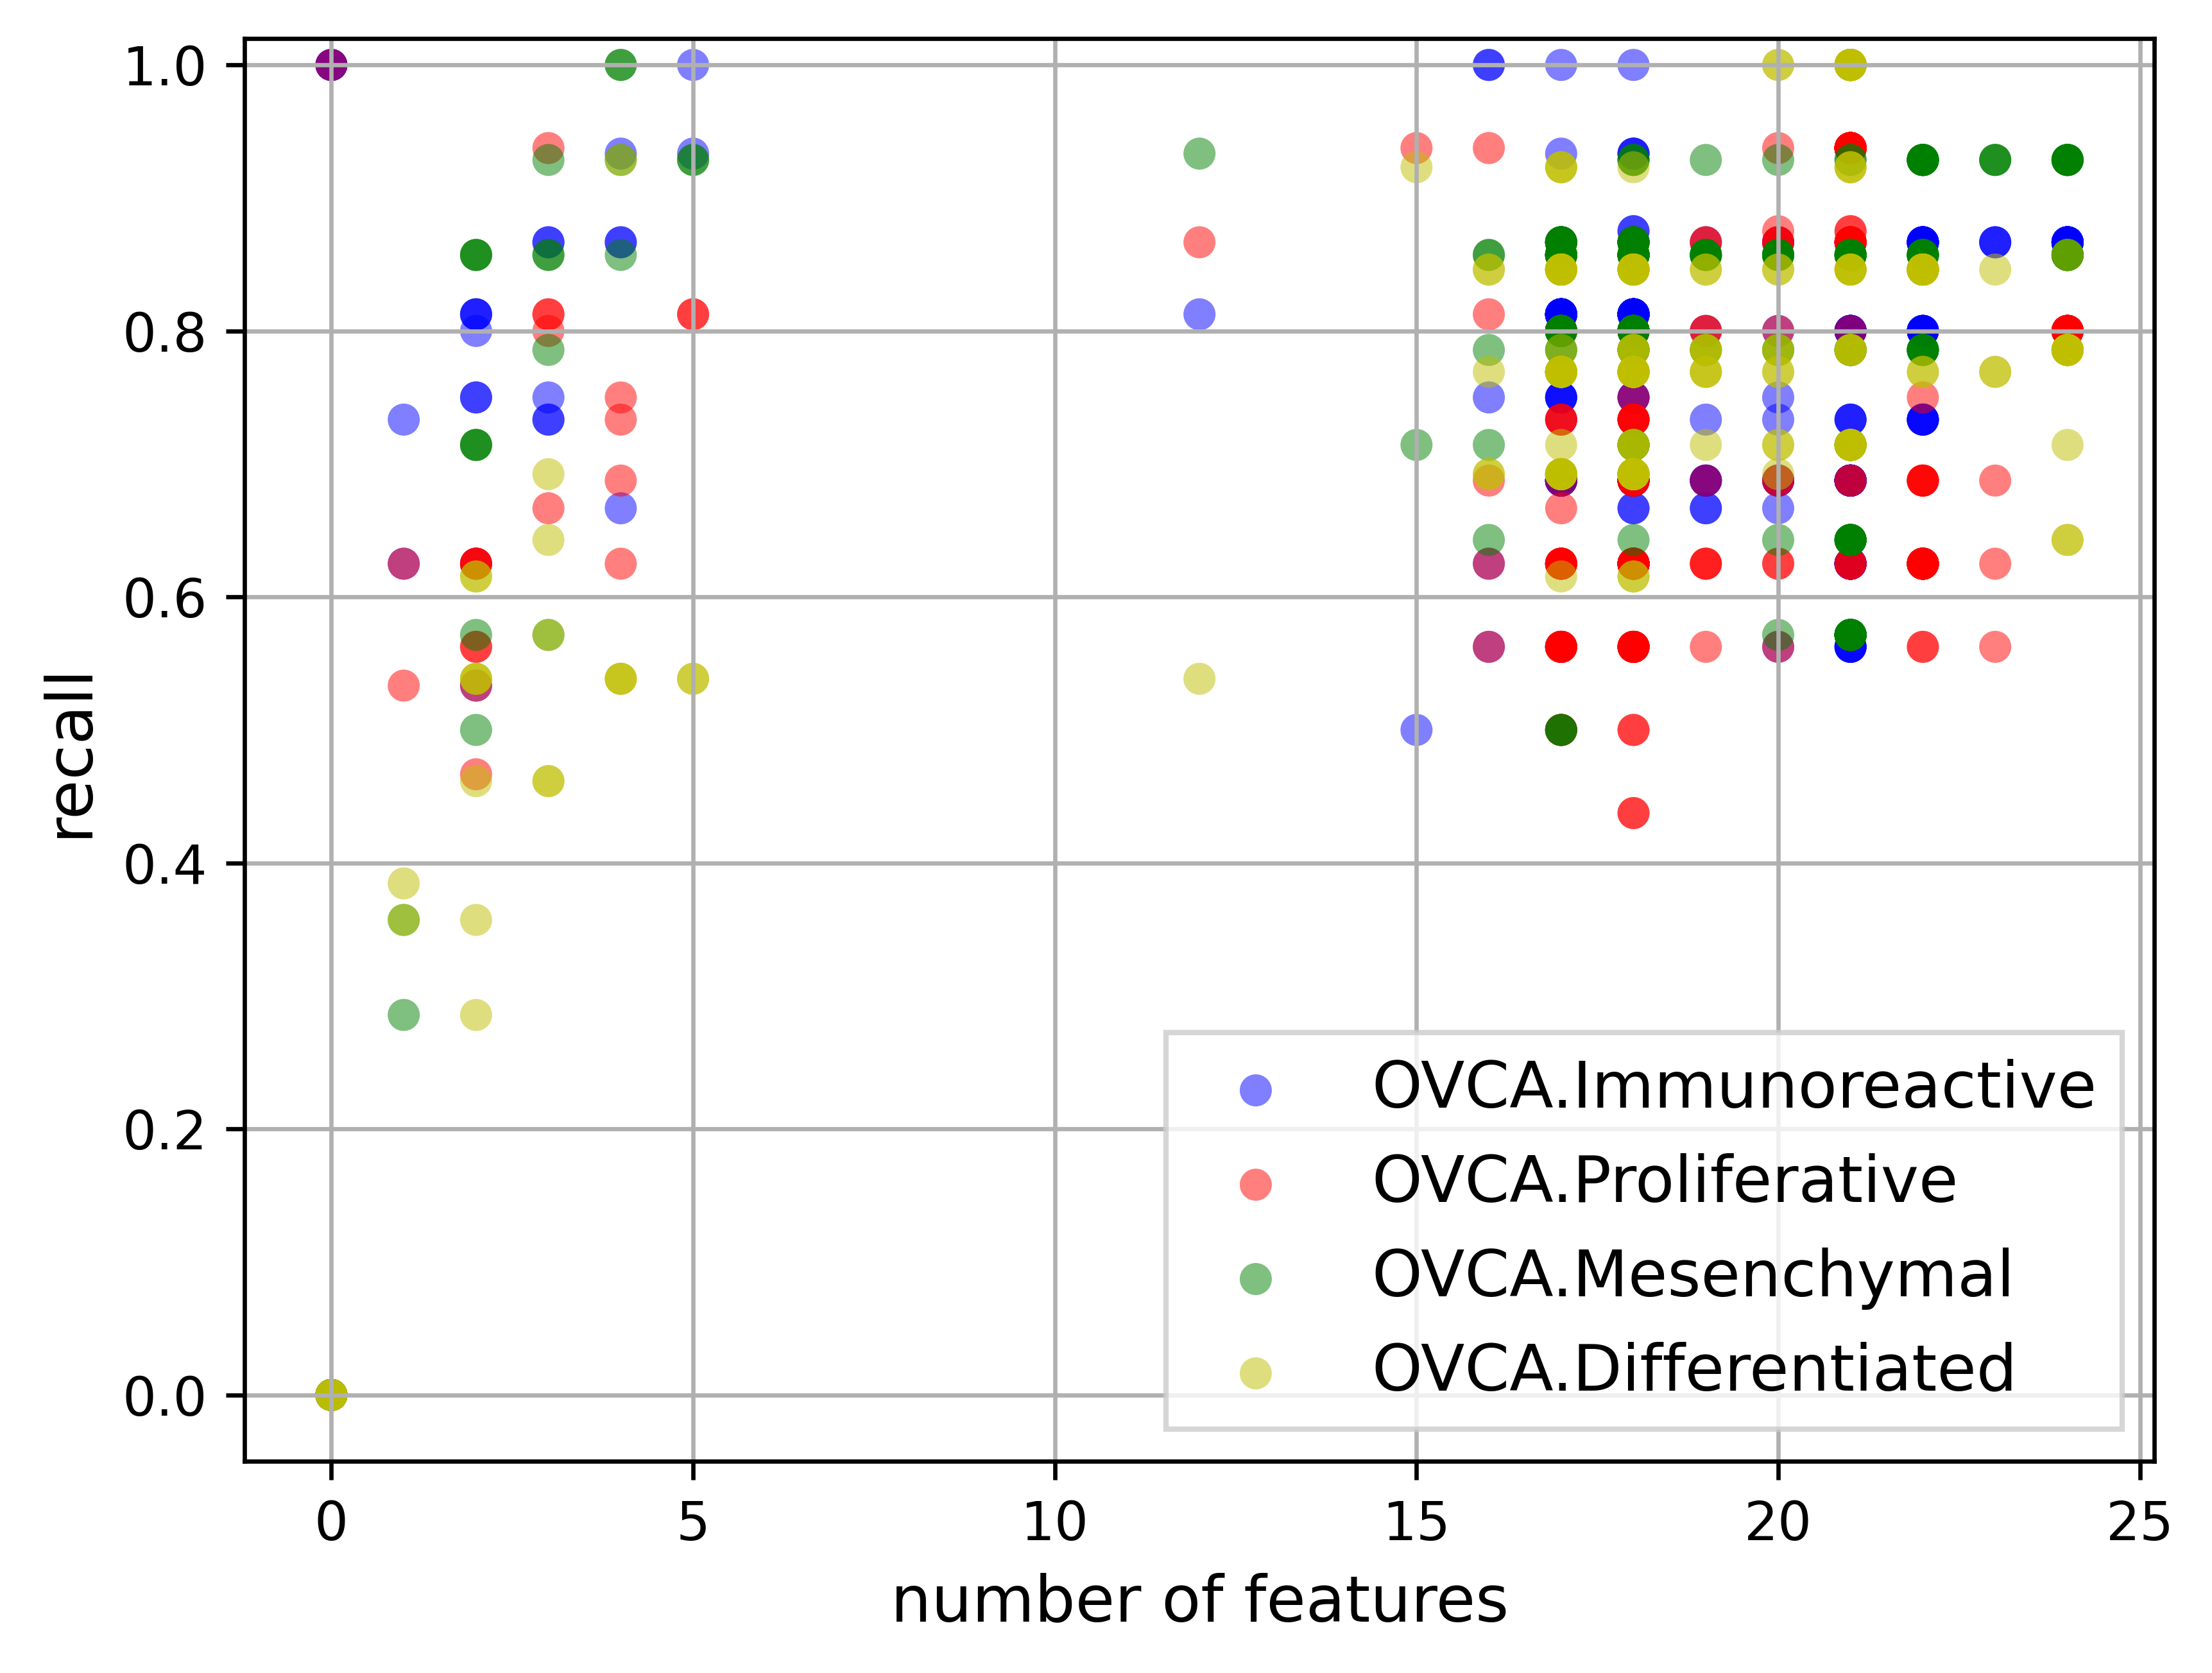 1.0
0.8
0.6
0.4
0.2
0.0
recall
OVCA.Immunoreactive
OVCA.Proliferative
OVCA.Mesenchymal
OVCA.Differentiated
0 5 10 15 20 25
number of features